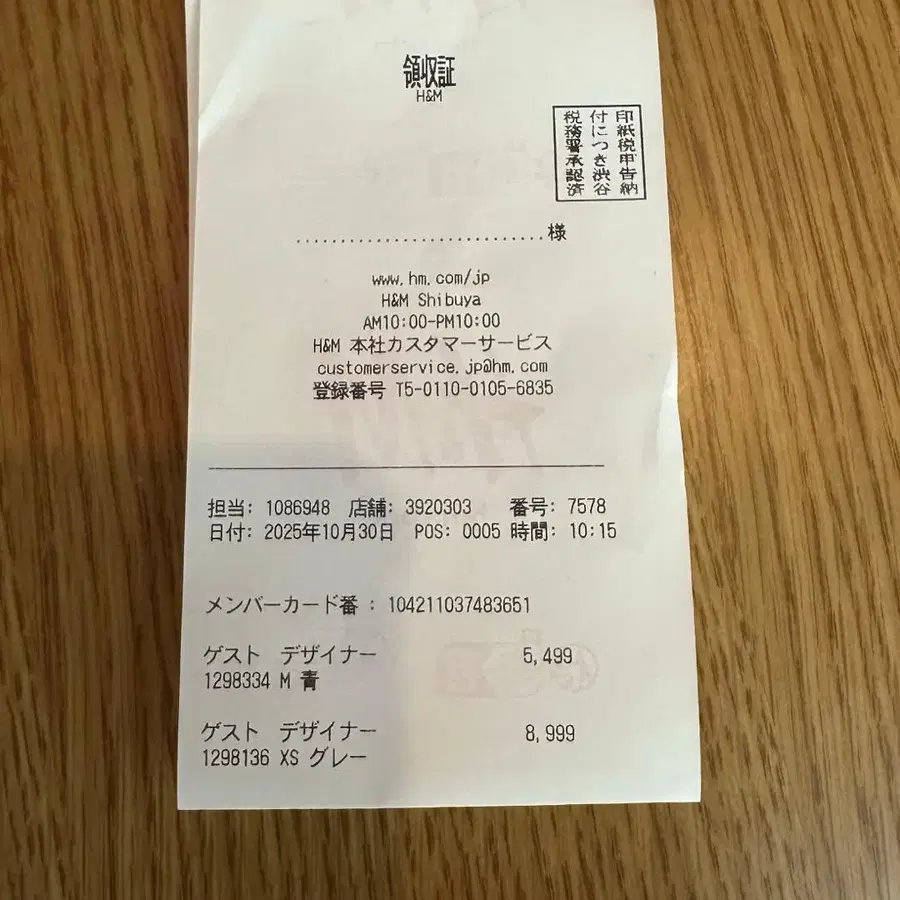 領収証
H&M
印紙税申告納
付につき渋谷
税務署承認済
..............................様
www.hm.com/jp
H&M Shibuya
AM10:00-PM10:00
H&M 本社カスタマーサービス
customerservice.jp@hm.com
登録番号 T5-0110-0105-6835
担当: 1086948 店舗: 3920303 番号: 7578
日付: 2025年10月30日 POS: 0005 時間: 10:15
メンバーカード番 : 104211037483651
ゲスト デザイナー 5,499
1298334 M 青
ゲスト デザイナー 8,999
1298136 XS グレー